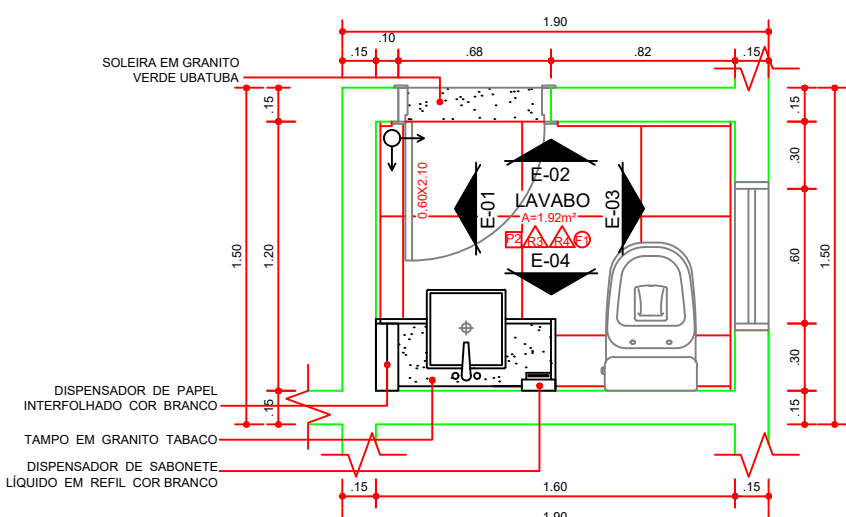 1.90
.10
.15
.68
.82
.15
SOLEIRA EM GRANITO
VERDE UBATUBA
.15
.15
.30
0.60X2.10
E-02
E-01
LAVABO
E-03
A=1.92m²
P2
R3
R4
F1
E-04
1.50
1.20
.60
1.50
.30
DISPENSADOR DE PAPEL
INTERFOLHADO COR BRANCO
.15
.15
TAMPO EM GRANITO TABACO
DISPENSADOR DE SABONETE
LÍQUIDO EM REFIL COR BRANCO
.15
1.60
.15
1.90